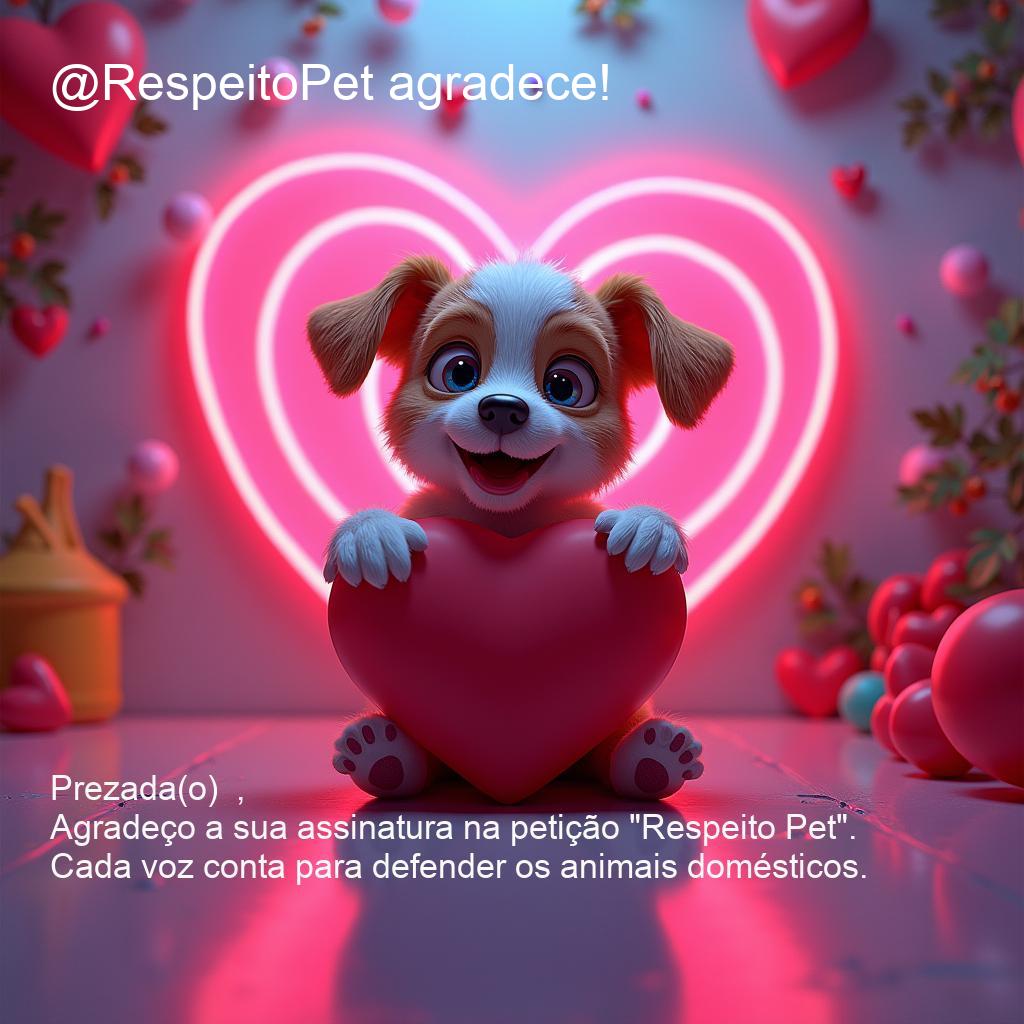 @RespeitoPet agradece!
Prezada(o)  ,
Agradeço a sua assinatura na petição "Respeito Pet".
Cada voz conta para defender os animais domésticos.